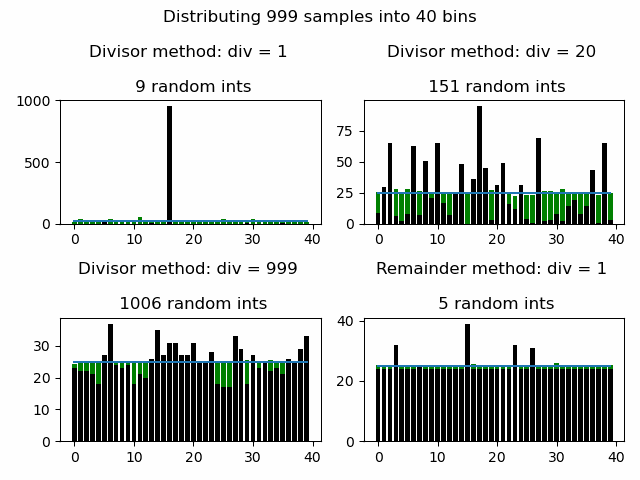 Distributing 999 samples into 40 bins
Divisor method: div = 1
9 random ints
1000
500
0
0 10 20 30 40
Divisor method: div = 20
151 random ints
75
50
25
0
0 10 20 30 40
Divisor method: div = 999
1006 random ints
30
20
10
0
0 10 20 30 40
Remainder method: div = 1
5 random ints
40
20
0
0 10 20 30 40